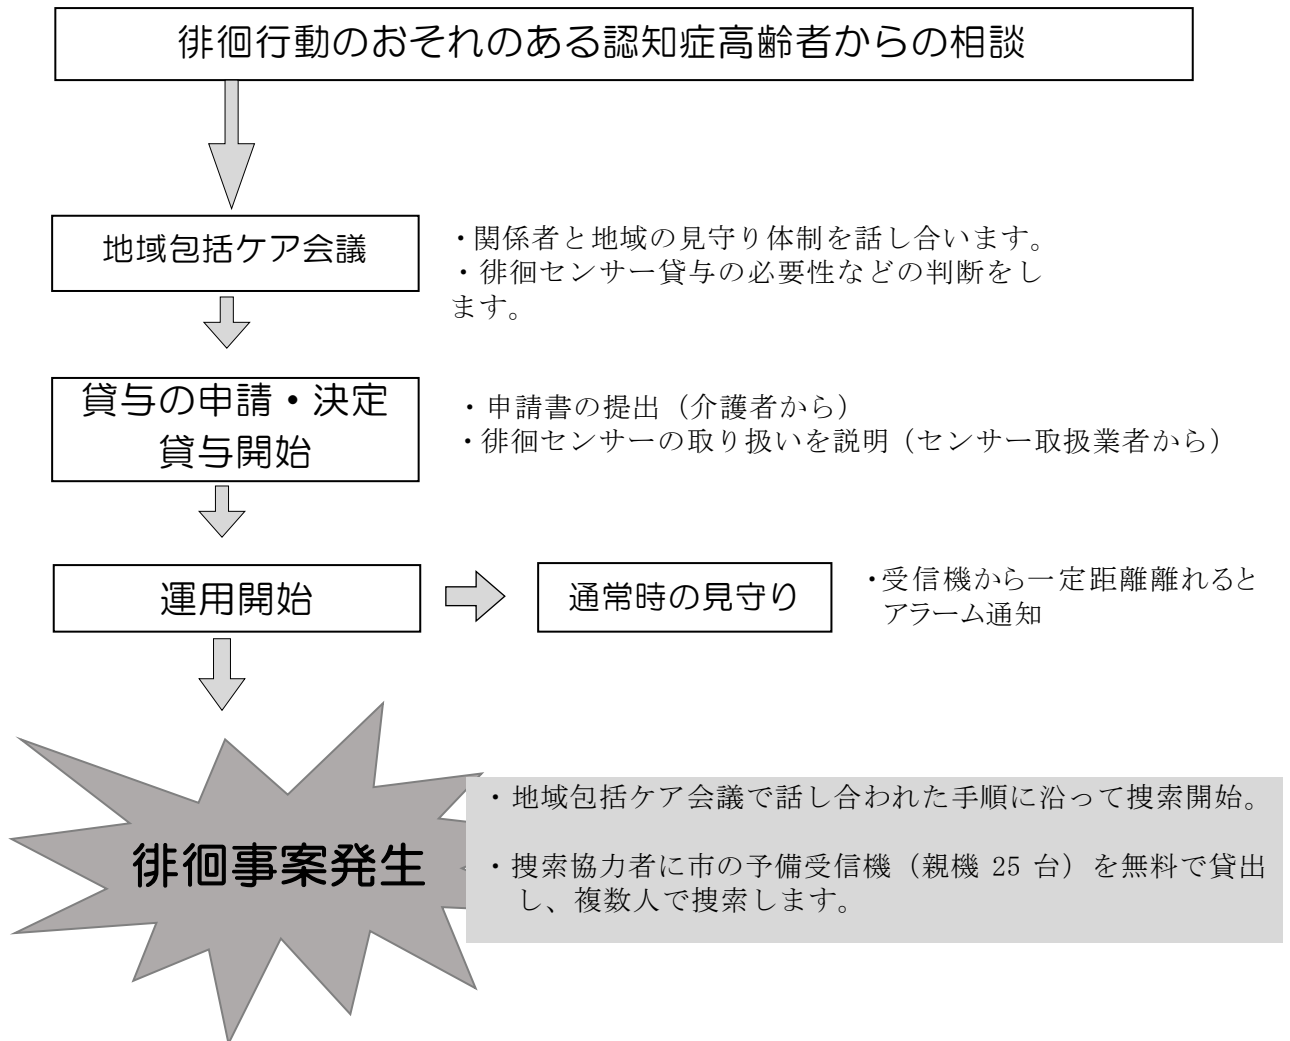 徘徊行動のおそれのある認知症高齢者からの相談
地域包括ケア会議
・関係者と地域の見守り体制を話し合います。
・徘徊センサー貸与の必要性などの判断をし
ます。
貸与の申請・決定
貸与開始
・申請書の提出（介護者から）
・徘徊センサーの取り扱いを説明（センサー取扱業者から）
運用開始
通常時の見守り
・受信機から一定距離離れると
アラーム通知
徘徊事案発生
・地域包括ケア会議で話し合われた手順に沿って捜索開始。
・捜索協力者に市の予備受信機（親機 25 台）を無料で貸出
し、複数人で捜索します。